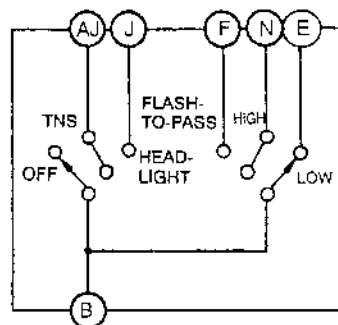 AJ J F N E
FLASH-
TO-PASS
TNS
HIGH
HEAD-
LIGHT
OFF
LOW
B